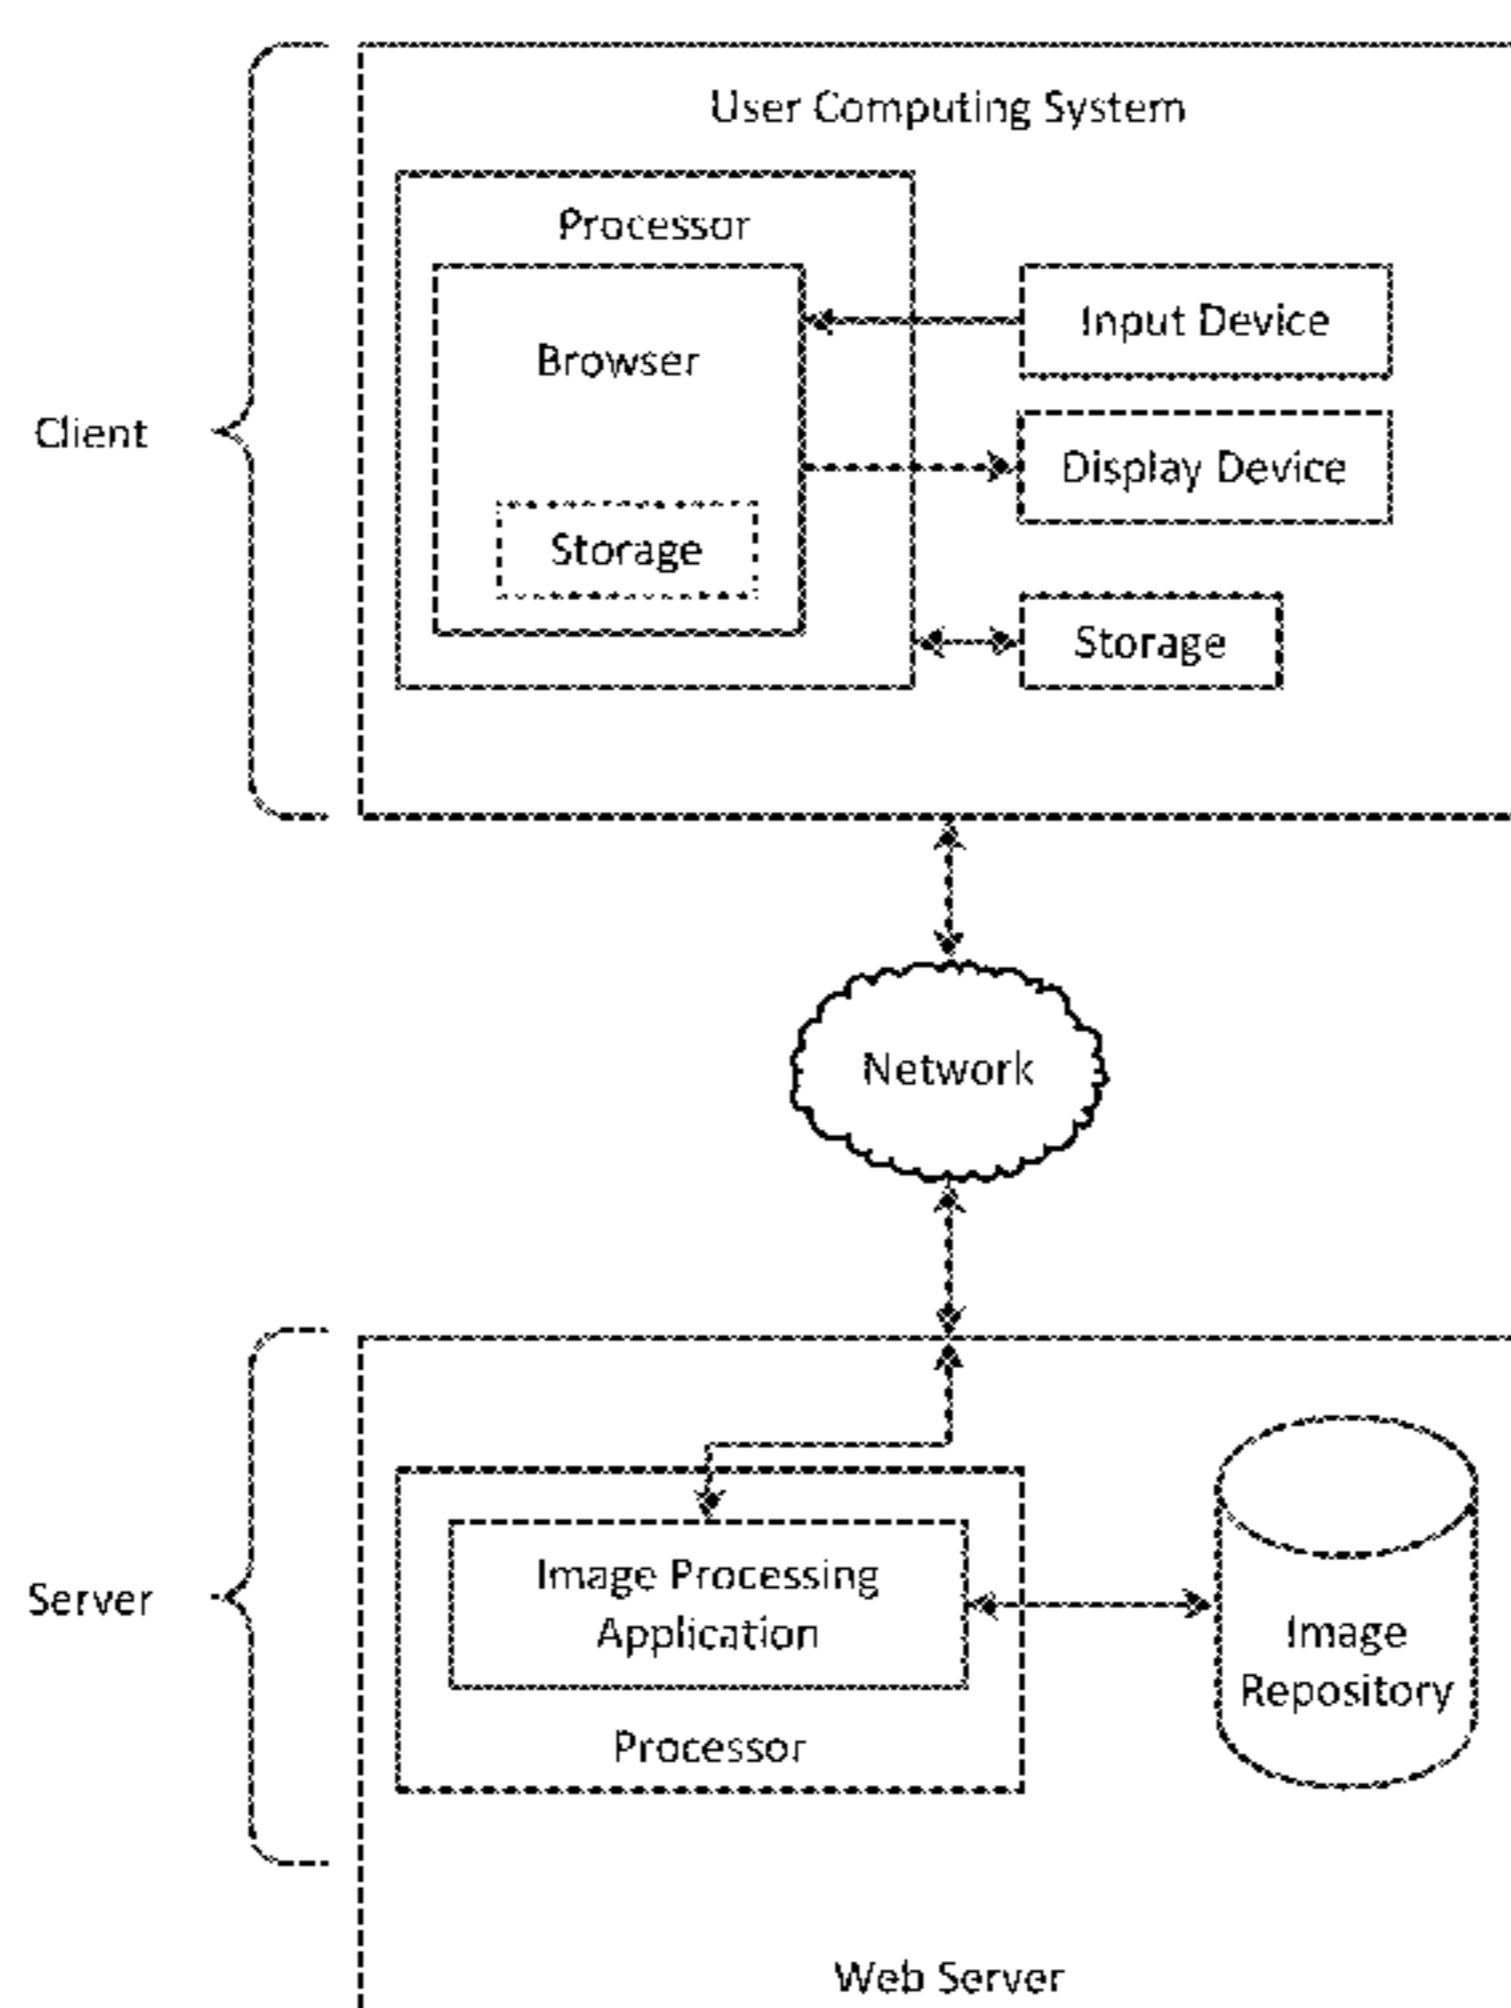 User Computing System
Processor
Input Device
Browser
Client
Display Device
Storage
Storage
Network
Image Processing
Application
Server
Image
Repository
Processor
Web Server